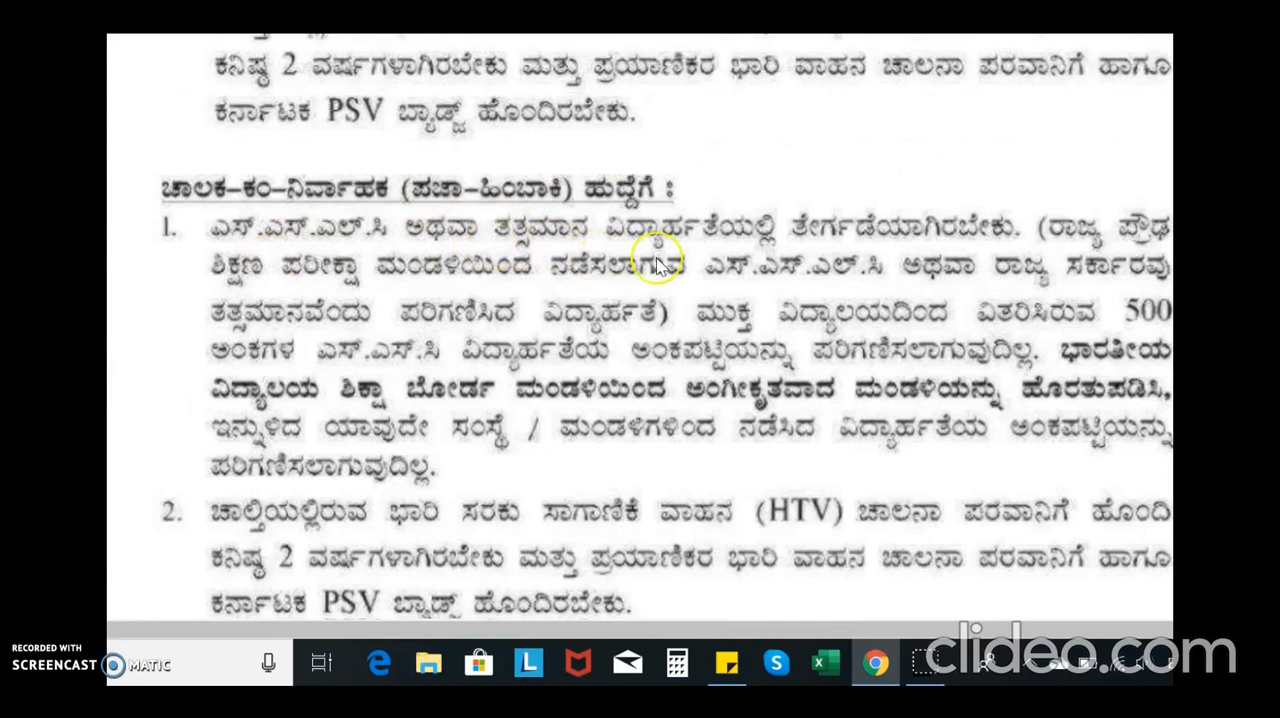 ಕನಿಷ್ಠ 2 ವರ್ಷಗಳಾಗಿರಬೇಕು ಮತ್ತು ಪ್ರಯಾಣಿಕರ ಭಾರಿ ವಾಹನ ಚಾಲನಾ ಪರವಾನಿಗೆ ಹಾಗೂ
ಕರ್ನಾಟಕ PSV ಬ್ಯಾಡ್ಜ್ ಹೊಂದಿರಬೇಕು.
ಚಾಲಕ-ಕಂ-ನಿರ್ವಾಹಕ (ಪಜಾ-ಹಿಂಬಾಕಿ) ಹುದ್ದೆಗೆ :
1. ಎಸ್.ಎಸ್.ಎಲ್.ಸಿ ಅಥವಾ ತತ್ಸಮಾನ ವಿದ್ಯಾರ್ಹತೆಯಲ್ಲಿ ತೇರ್ಗಡೆಯಾಗಿರಬೇಕು. (ರಾಜ್ಯ ಪ್ರೌಢ
ಶಿಕ್ಷಣ ಪರೀಕ್ಷಾ ಮಂಡಳಿಯಿಂದ ನಡೆಸಲಾಗುವ ಎಸ್.ಎಸ್.ಎಲ್.ಸಿ ಅಥವಾ ರಾಜ್ಯ ಸರ್ಕಾರವು
ತತ್ಸಮಾನವೆಂದು ಪರಿಗಣಿಸಿದ ವಿದ್ಯಾರ್ಹತೆ) ಮುಕ್ತ ವಿದ್ಯಾಲಯದಿಂದ ವಿತರಿಸಿರುವ 500
ಅಂಕಗಳ ಎಸ್.ಎಸ್.ಸಿ ವಿದ್ಯಾರ್ಹತೆಯ ಅಂಕಪಟ್ಟಿಯನ್ನು ಪರಿಗಣಿಸಲಾಗುವುದಿಲ್ಲ. ಭಾರತೀಯ
ವಿದ್ಯಾಲಯ ಶಿಕ್ಷಾ ಬೋರ್ಡ ಮಂಡಳಿಯಿಂದ ಅಂಗೀಕೃತವಾದ ಮಂಡಳಿಯನ್ನು ಹೊರತುಪಡಿಸಿ,
ಇನ್ನುಳಿದ ಯಾವುದೇ ಸಂಸ್ಥೆ / ಮಂಡಳಿಗಳಿಂದ ನಡೆಸಿದ ವಿದ್ಯಾರ್ಹತೆಯ ಅಂಕಪಟ್ಟಿಯನ್ನು
ಪರಿಗಣಿಸಲಾಗುವುದಿಲ್ಲ.
2. ಚಾಲ್ತಿಯಲ್ಲಿರುವ ಭಾರಿ ಸರಕು ಸಾಗಾಣಿಕೆ ವಾಹನ (HTV) ಚಾಲನಾ ಪರವಾನಿಗೆ ಹೊಂದಿ
ಕನಿಷ್ಠ 2 ವರ್ಷಗಳಾಗಿರಬೇಕು ಮತ್ತು ಪ್ರಯಾಣಿಕರ ಭಾರಿ ವಾಹನ ಚಾಲನಾ ಪರವಾನಿಗೆ ಹಾಗೂ
ಕರ್ನಾಟಕ PSV ಬ್ಯಾಡ್ಜ್ ಹೊಂದಿರಬೇಕು.
RECORDED WITH
SCREENCAST MATIC
clideo.com